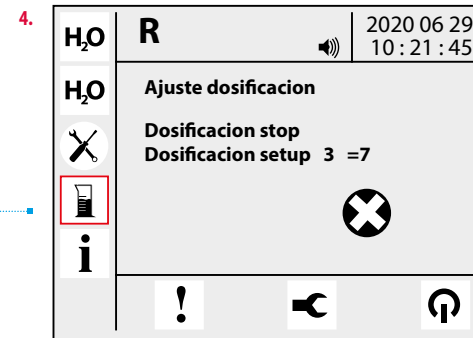 4.
H₂O
R
2020 06 29
10 : 21 : 45
H₂O
Ajuste dosificacion
Dosificacion stop
Dosificacion setup 3 =7
i
!